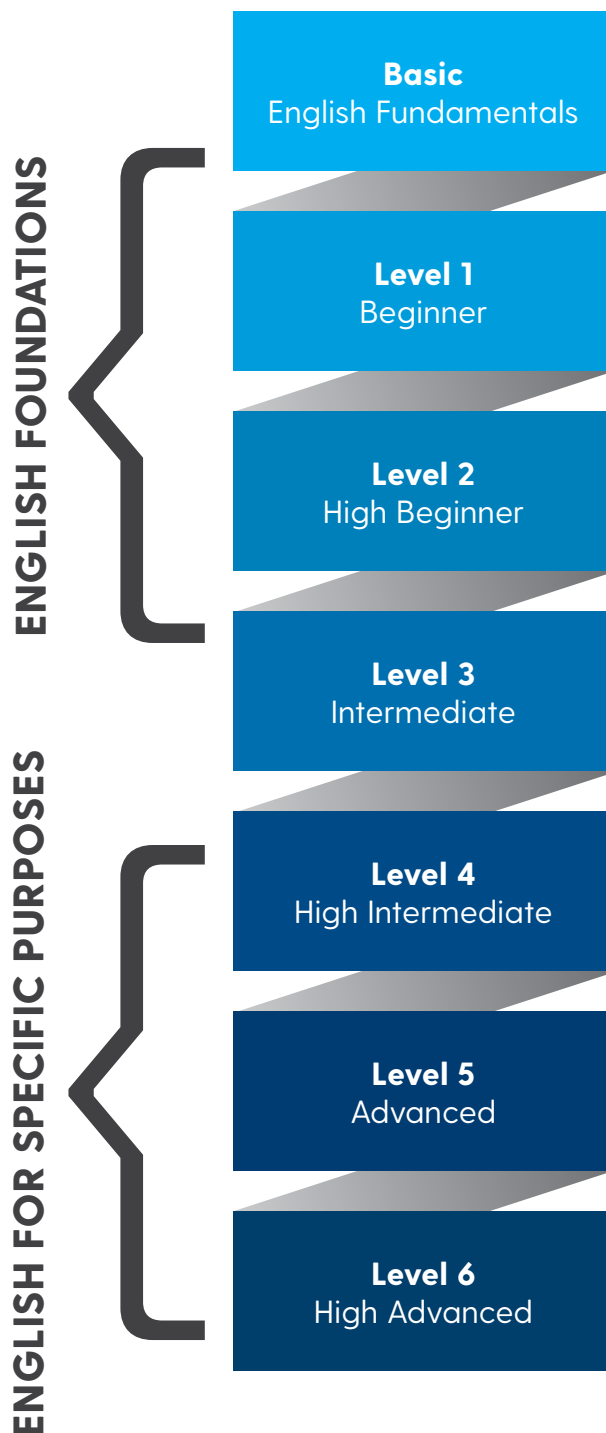 Basic
English Fundamentals
ENGLISH FOUNDATIONS
Level 1
Beginner
Level 2
High Beginner
Level 3
Intermediate
ENGLISH FOR SPECIFIC PURPOSES
Level 4
High Intermediate
Level 5
Advanced
Level 6
High Advanced